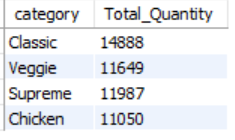 category Total_Quantity
Classic 14888
Veggie 11649
Supreme 11987
Chicken 11050